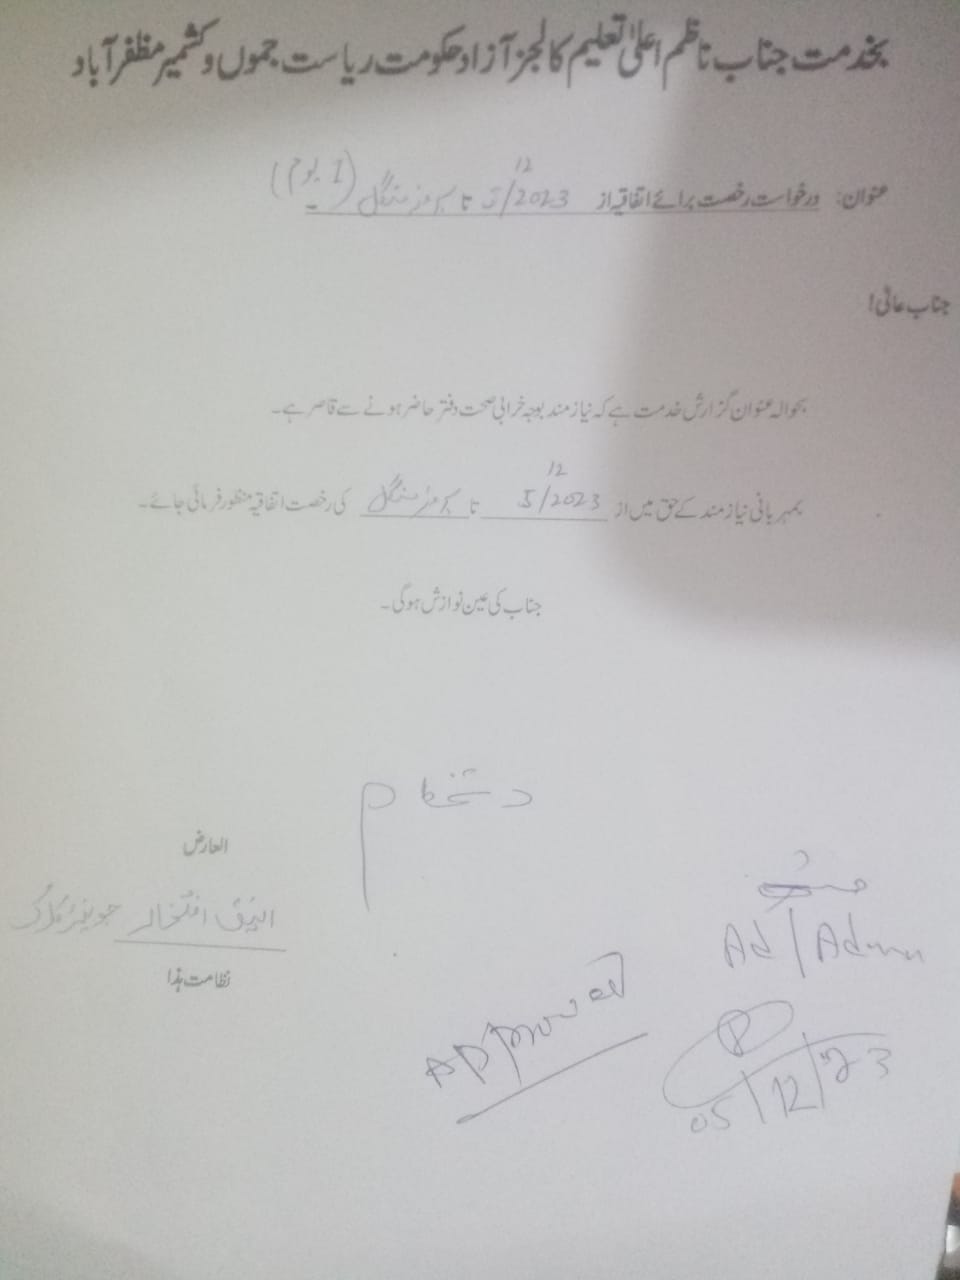 بخدمت جناب ناظم اعلیٰ تعلیم کالجز آزاد حکومت ریاست جموں و کشمیر مظفر آباد
عنوان: درخواست رخصت برائے اتفاقیہ از 5/12/2023 تا بروز منگل (1 یوم)
جناب عالی!
بحوالہ عنوان گزارش خدمت ہے کہ نیاز مند بوجہ خرابی صحت دفتر حاضر ہونے سے قاصر ہے۔
بمہربانی نیاز مند کے حق میں از 5/12/2023 تا بروز منگل کی رخصت اتفاقیہ منظور فرمائی جائے۔
جناب کی عین نوازش ہوگی۔
العارض
انیق افتخار جونیئر کلرک
نظامت ہذا
Ad/Admn
Approved
05/12/23